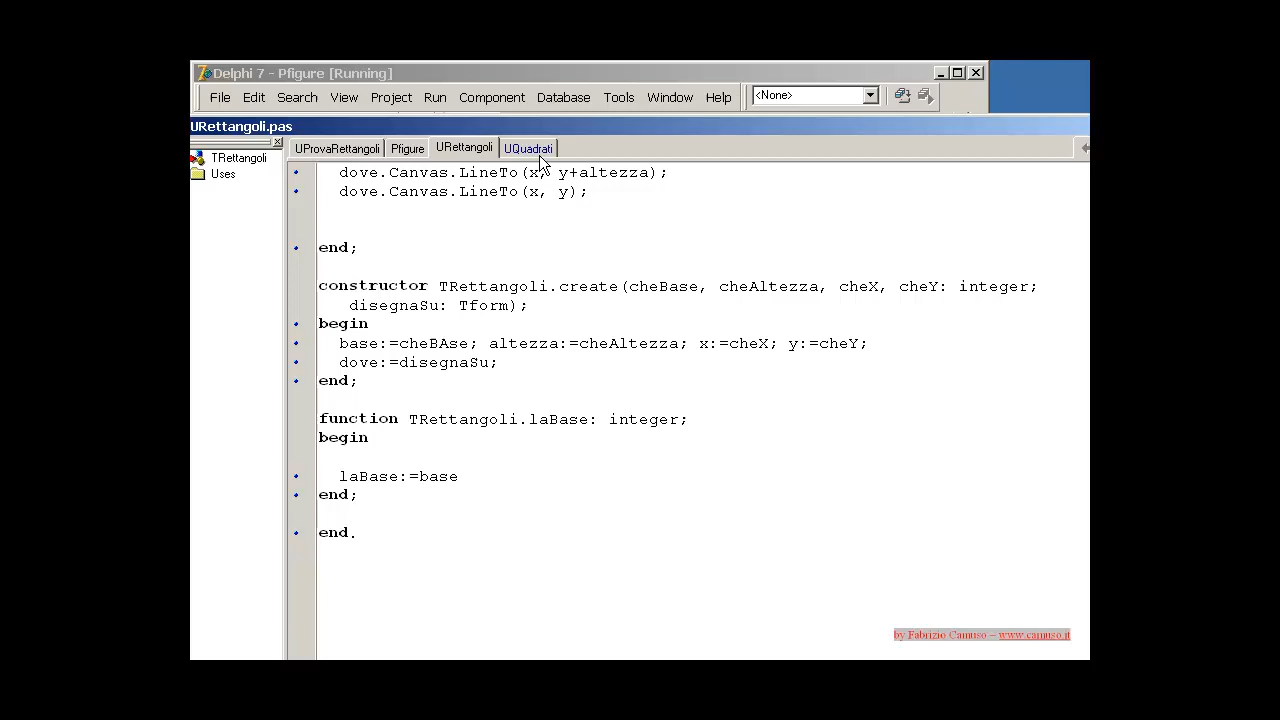 Delphi 7 - Pfigure [Running]
File Edit Search View Project Run Component Database Tools Window Help <None>
URettangoli.pas
UProvaRettangoli Pfigure URettangoli UQuadrati
TRettangoli
Uses
dove.Canvas.LineTo(x, y+altezza);
dove.Canvas.LineTo(x, y);
end;
constructor TRettangoli.create(cheBase, cheAltezza, cheX, cheY: integer;
disegnaSu: Tform);
begin
base:=cheBAse; altezza:=cheAltezza; x:=cheX; y:=cheY;
dove:=disegnaSu;
end;
function TRettangoli.laBase: integer;
begin
laBase:=base
end;
end.
by Fabrizio Camuso – www.camuso.it